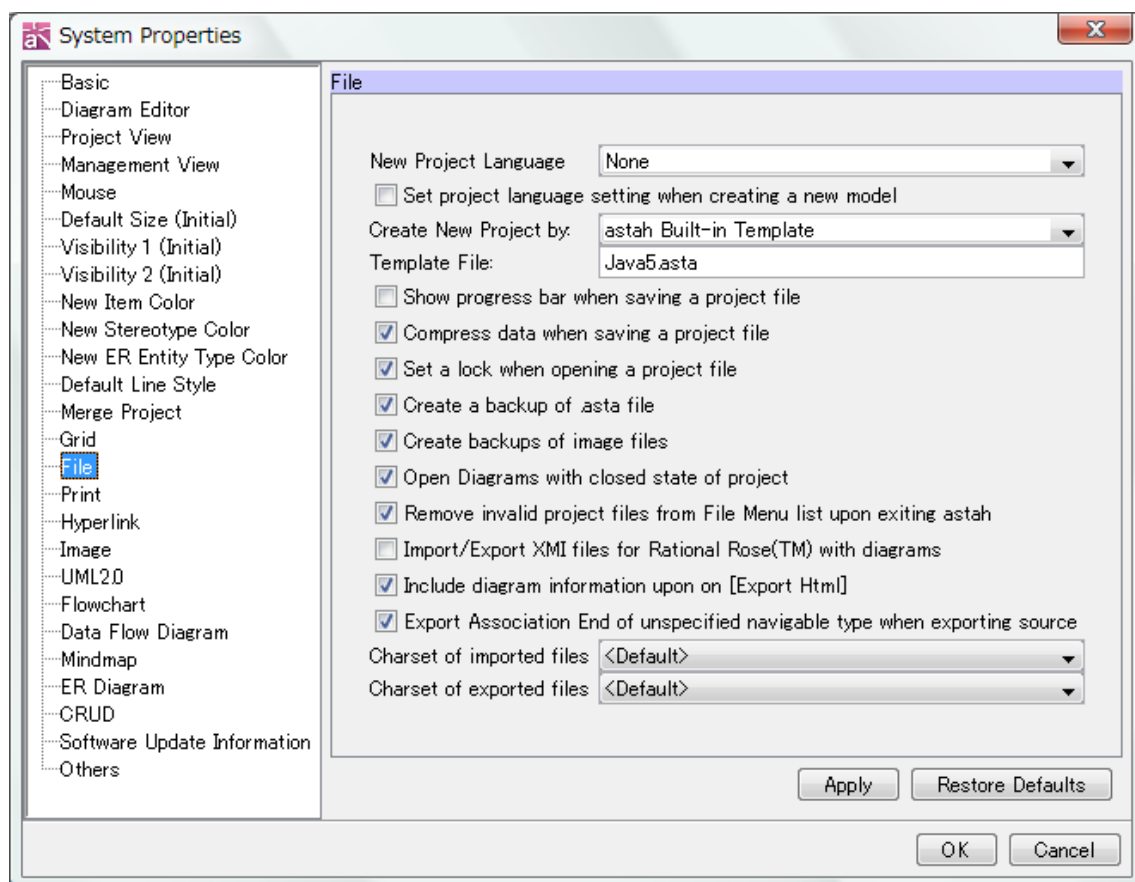 System Properties
Basic
Diagram Editor
Project View
Management View
Mouse
Default Size (Initial)
Visibility 1 (Initial)
Visibility 2 (Initial)
New Item Color
New Stereotype Color
New ER Entity Type Color
Default Line Style
Merge Project
Grid
File
Print
Hyperlink
Image
UML2.0
Flowchart
Data Flow Diagram
Mindmap
ER Diagram
CRUD
Software Update Information
Others
File
New Project Language None
Set project language setting when creating a new model
Create New Project by: astah Built-in Template
Template File: Java5.asta
Show progress bar when saving a project file
Compress data when saving a project file
Set a lock when opening a project file
Create a backup of .asta file
Create backups of image files
Open Diagrams with closed state of project
Remove invalid project files from File Menu list upon exiting astah
Import/Export XMI files for Rational Rose(TM) with diagrams
Include diagram information upon on [Export Html]
Export Association End of unspecified navigable type when exporting source
Charset of imported files <Default>
Charset of exported files <Default>
Apply Restore Defaults
OK Cancel